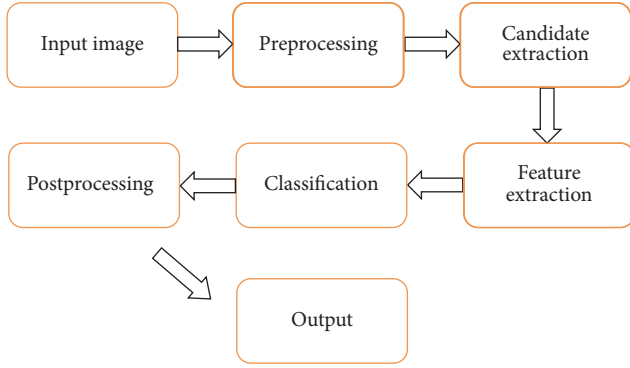 Input image
Preprocessing
Candidate
extraction
Feature
extraction
Classification
Postprocessing
Output